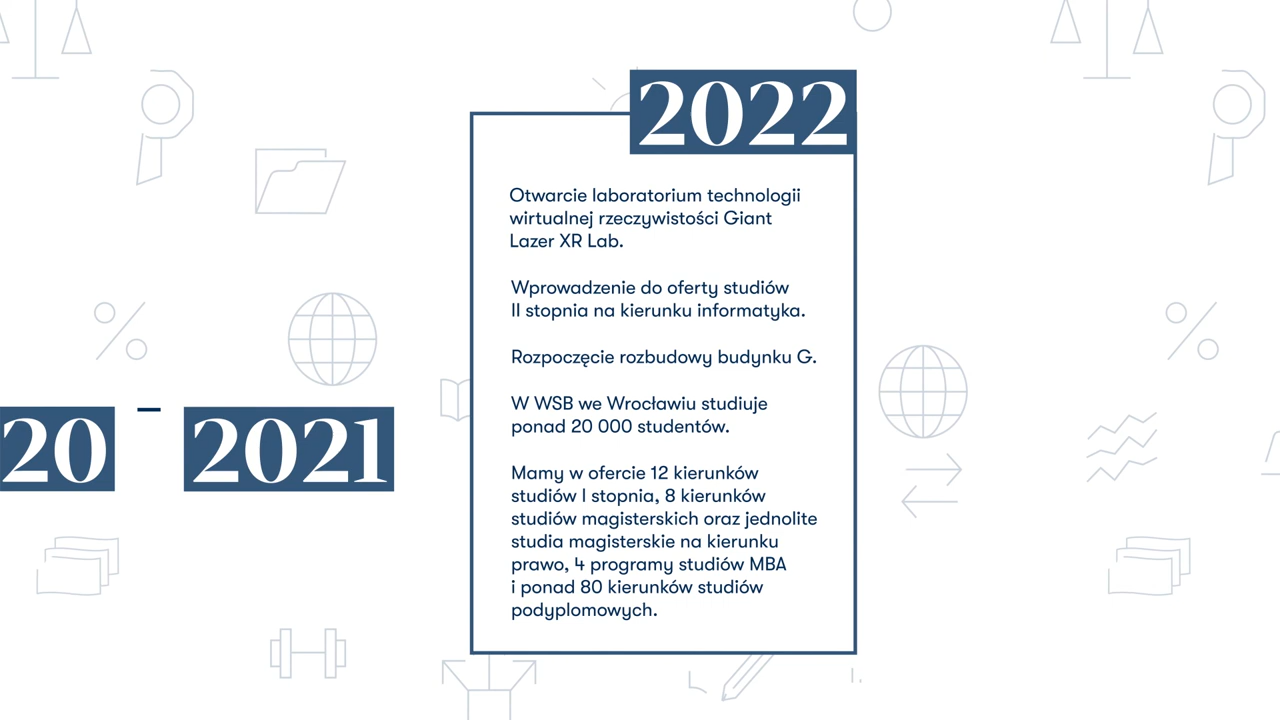 20 – 2021
2022
Otwarcie laboratorium technologii
wirtualnej rzeczywistości Giant
Lazer XR Lab.
Wprowadzenie do oferty studiów
II stopnia na kierunku informatyka.
Rozpoczęcie rozbudowy budynku G.
W WSB we Wrocławiu studiuje
ponad 20 000 studentów.
Mamy w ofercie 12 kierunków
studiów I stopnia, 8 kierunków
studiów magisterskich oraz jednolite
studia magisterskie na kierunku
prawo, 4 programy studiów MBA
i ponad 80 kierunków studiów
podyplomowych.